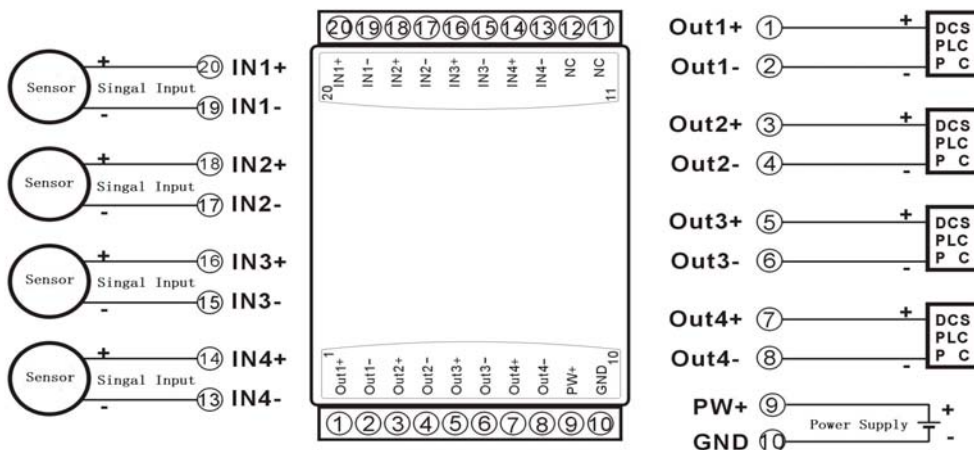 ⑳ IN1+
+
Sensor Singal Input
-
⑲ IN1-
⑱ IN2+
+
Sensor Singal Input
-
⑰ IN2-
⑯ IN3+
+
Sensor Singal Input
-
⑮ IN3-
⑭ IN4+
+
Sensor Singal Input
-
⑬ IN4-
⑳ ⑲ ⑱ ⑰ ⑯ ⑮ ⑭ ⑬ ⑫ ⑪
IN1+ IN1- IN2+ IN2- IN3+ IN3- IN4+ IN4- NC NC
20 11
1 10
Out1+ Out1- Out2+ Out2- Out3+ Out3- Out4+ Out4- PW+ GND
① ② ③ ④ ⑤ ⑥ ⑦ ⑧ ⑨ ⑩
Out1+ ① + DCS
PLC
Out1- ② - P C
Out2+ ③ + DCS
PLC
Out2- ④ - P C
Out3+ ⑤ + DCS
PLC
Out3- ⑥ - P C
Out4+ ⑦ + DCS
PLC
Out4- ⑧ - P C
PW+ ⑨ +
Power Supply
GND ⑩ -